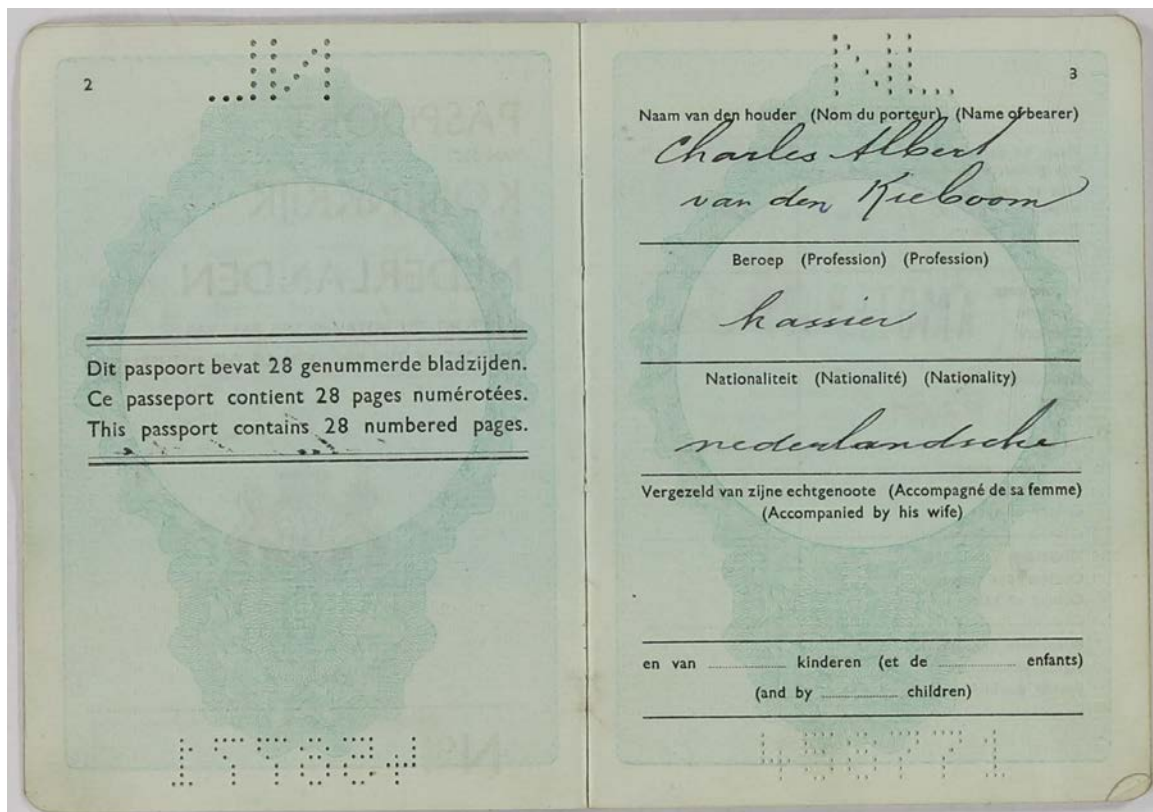 2
Dit paspoort bevat 28 genummerde bladzijden.
Ce passeport contient 28 pages numérotées.
This passport contains 28 numbered pages.
NL
3
Naam van den houder (Nom du porteur) (Name of bearer)
Charles Albert
van den Kieboom
Beroep (Profession) (Profession)
kassier
Nationaliteit (Nationalité) (Nationality)
nederlandsche
Vergezeld van zijne echtgenoote (Accompagné de sa femme)
(Accompanied by his wife)
en van ............ kinderen (et de ............ enfants)
(and by ............ children)